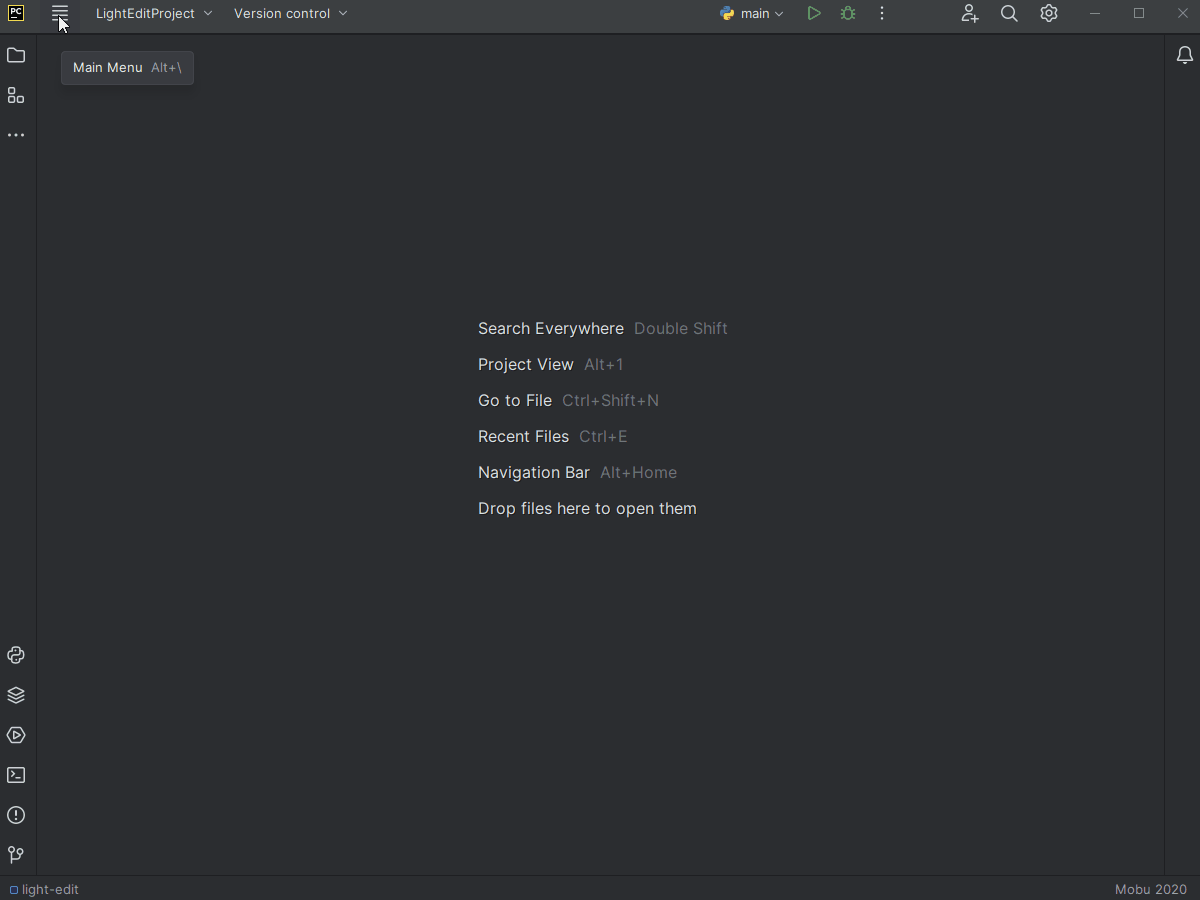 PC LightEditProject Version control main
Main Menu Alt+\
Search Everywhere Double Shift
Project View Alt+1
Go to File Ctrl+Shift+N
Recent Files Ctrl+E
Navigation Bar Alt+Home
Drop files here to open them
light-edit Mobu 2020